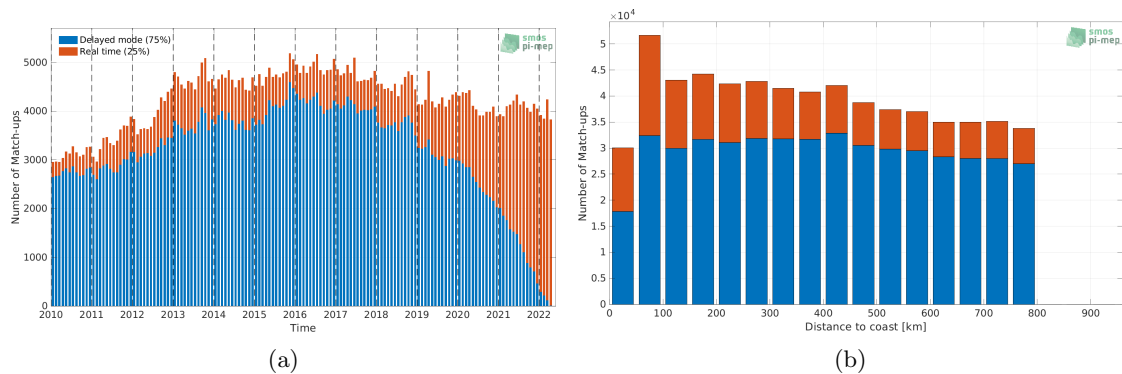 Delayed mode (75%)
Real time (25%)
smos
pi-mep
Number of Match-ups
5000
4000
3000
2000
1000
0
2010 2011 2012 2013 2014 2015 2016 2017 2018 2019 2020 2021 2022
Time
(a)
×10⁴
smos
pi-mep
Number of Match-ups
5
4.5
4
3.5
3
2.5
2
1.5
1
0.5
0
0 100 200 300 400 500 600 700 800 900
Distance to coast [km]
(b)